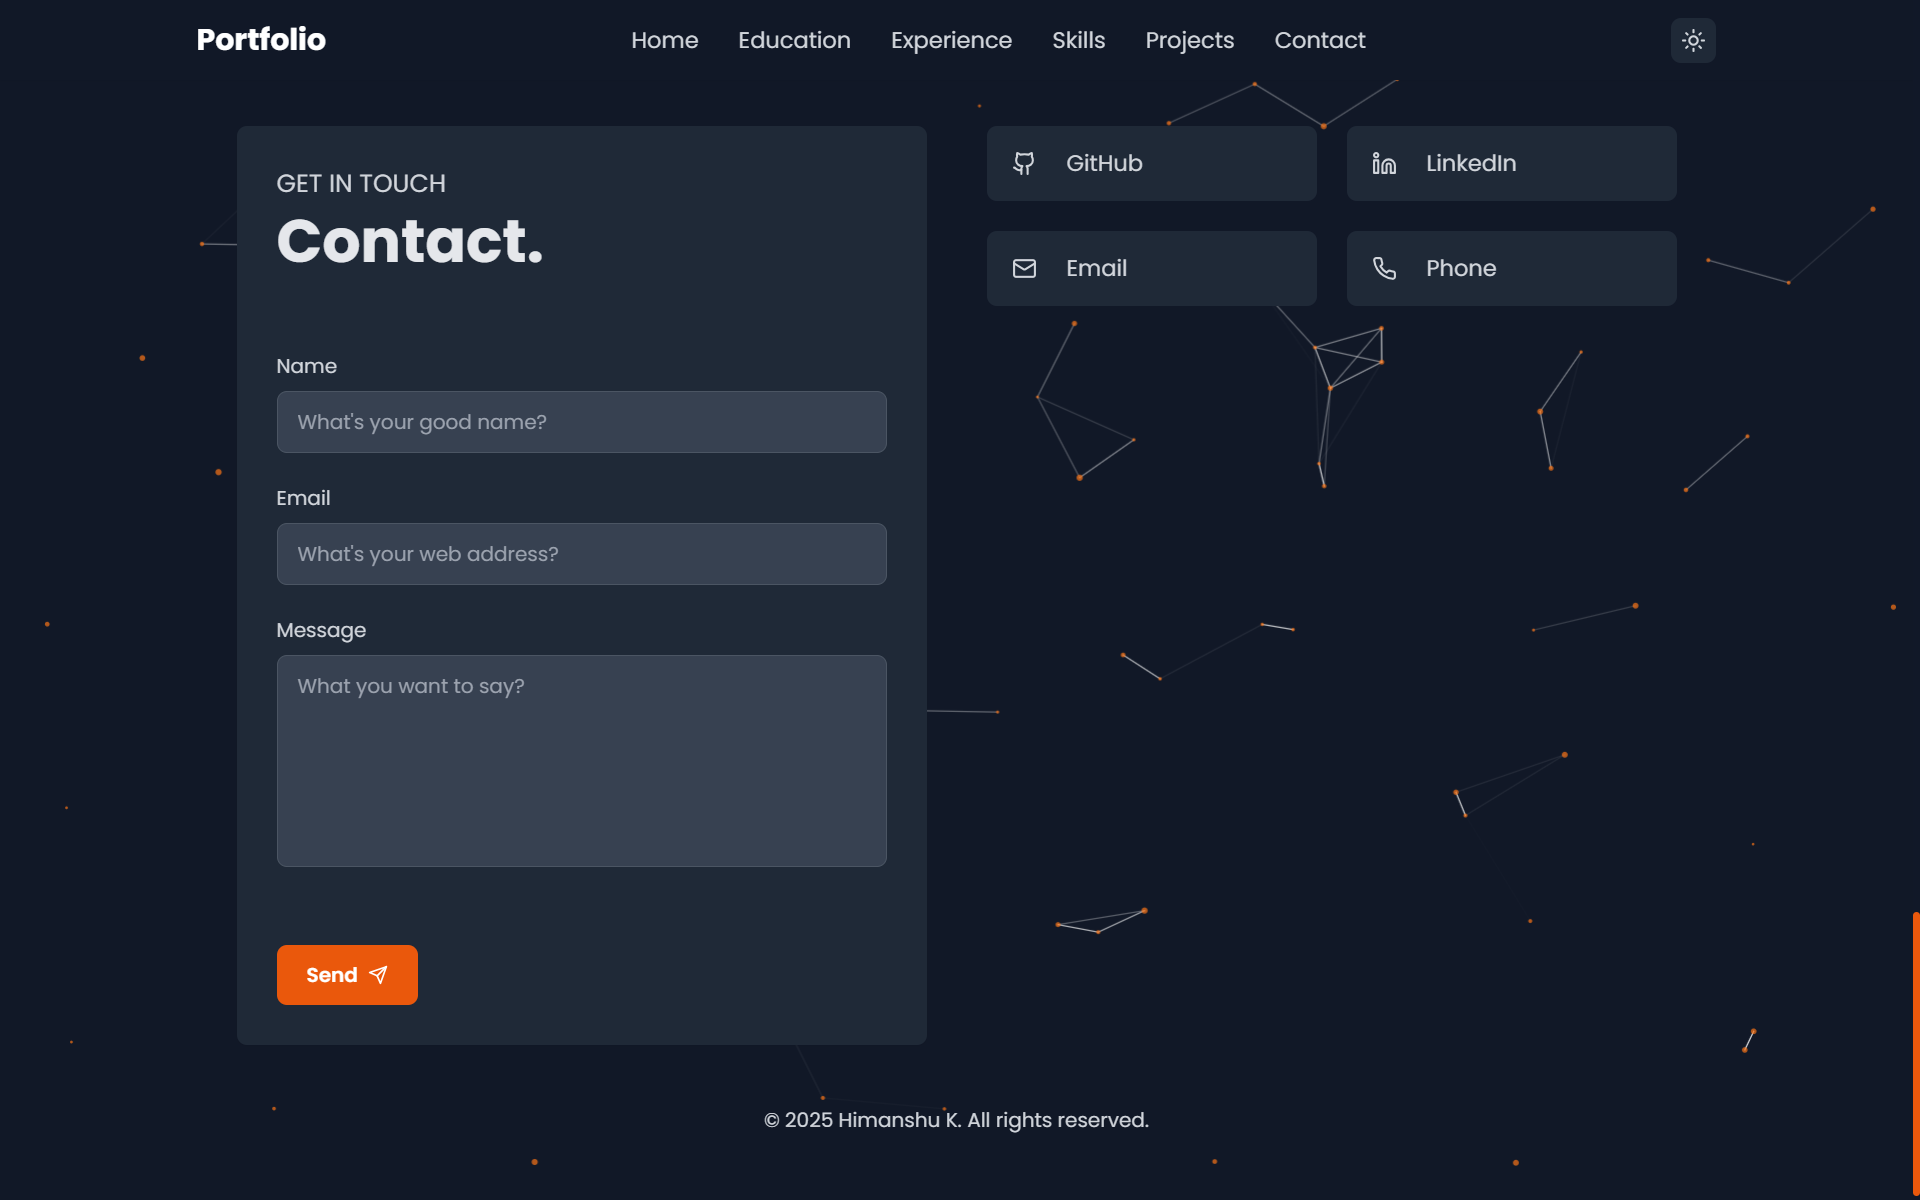 Portfolio
Home Education Experience Skills Projects Contact
GET IN TOUCH
Contact.
Name
What's your good name?
Email
What's your web address?
Message
What you want to say?
Send
GitHub
LinkedIn
Email
Phone
© 2025 Himanshu K. All rights reserved.